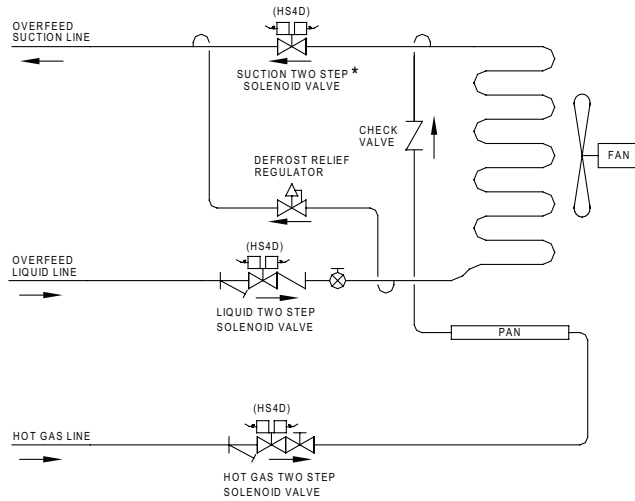 OVERFEED
SUCTION LINE
(HS4D)
SUCTION TWO STEP *
SOLENOID VALVE
CHECK
VALVE
FAN
DEFROST RELIEF
REGULATOR
OVERFEED
LIQUID LINE
(HS4D)
LIQUID TWO STEP
SOLENOID VALVE
PAN
HOT GAS LINE
(HS4D)
HOT GAS TWO STEP
SOLENOID VALVE